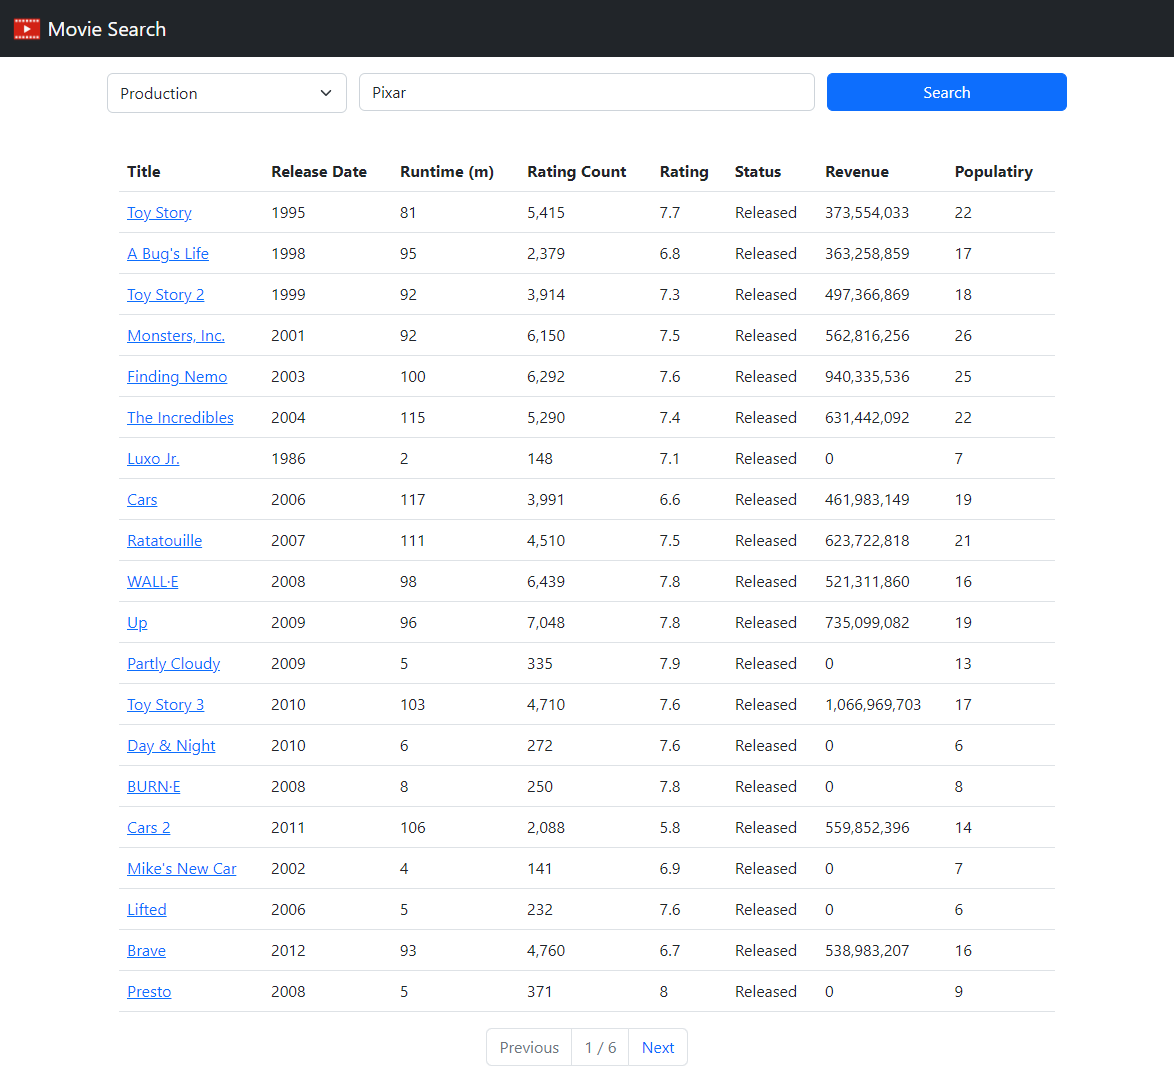 Movie Search
Production Pixar Search
Title Release Date Runtime (m) Rating Count Rating Status Revenue Populatiry
Toy Story 1995 81 5,415 7.7 Released 373,554,033 22
A Bug's Life 1998 95 2,379 6.8 Released 363,258,859 17
Toy Story 2 1999 92 3,914 7.3 Released 497,366,869 18
Monsters, Inc. 2001 92 6,150 7.5 Released 562,816,256 26
Finding Nemo 2003 100 6,292 7.6 Released 940,335,536 25
The Incredibles 2004 115 5,290 7.4 Released 631,442,092 22
Luxo Jr. 1986 2 148 7.1 Released 0 7
Cars 2006 117 3,991 6.6 Released 461,983,149 19
Ratatouille 2007 111 4,510 7.5 Released 623,722,818 21
WALL·E 2008 98 6,439 7.8 Released 521,311,860 16
Up 2009 96 7,048 7.8 Released 735,099,082 19
Partly Cloudy 2009 5 335 7.9 Released 0 13
Toy Story 3 2010 103 4,710 7.6 Released 1,066,969,703 17
Day & Night 2010 6 272 7.6 Released 0 6
BURN·E 2008 8 250 7.8 Released 0 8
Cars 2 2011 106 2,088 5.8 Released 559,852,396 14
Mike's New Car 2002 4 141 6.9 Released 0 7
Lifted 2006 5 232 7.6 Released 0 6
Brave 2012 93 4,760 6.7 Released 538,983,207 16
Presto 2008 5 371 8 Released 0 9
Previous 1 / 6 Next